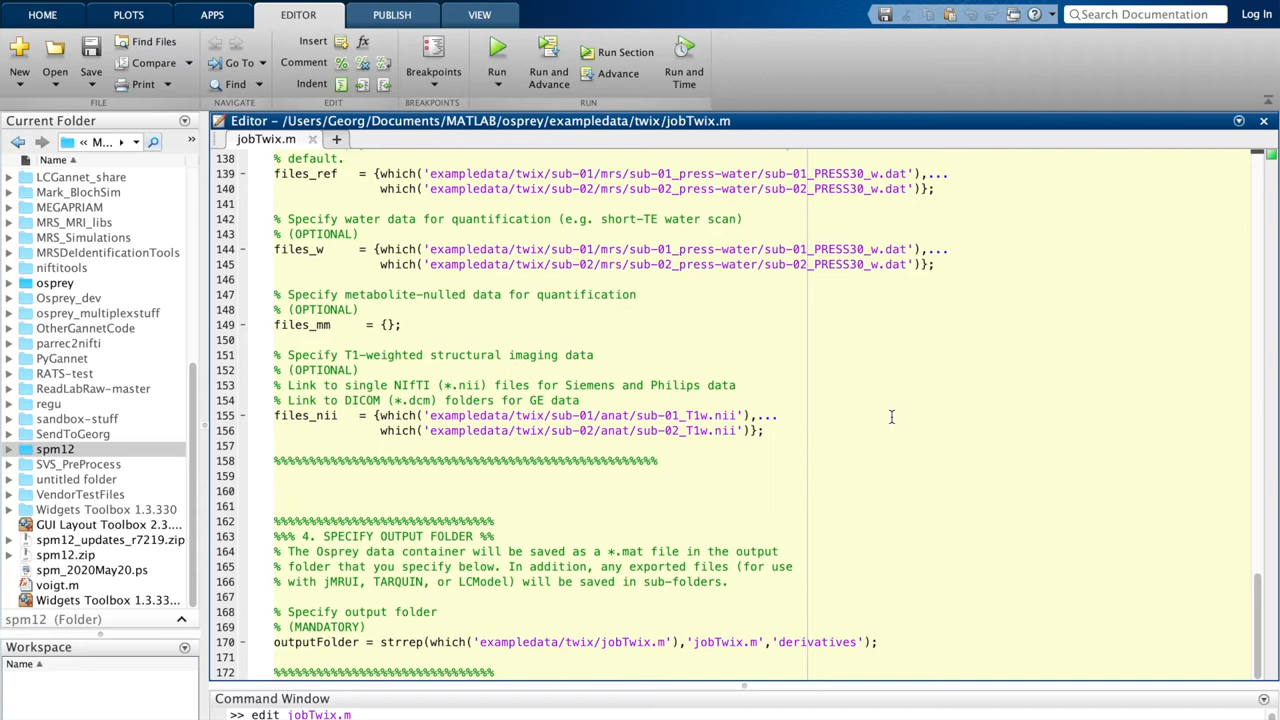 HOME
PLOTS
APPS
EDITOR
PUBLISH
VIEW
Search Documentation
Log In
New
Open
Save
Find Files
Compare
Print
FILE
Go To
Find
NAVIGATE
Insert
fx
Comment
Indent
EDIT
Breakpoints
BREAKPOINTS
Run
Run and Advance
Run Section
Advance
Run and Time
RUN
Current Folder
« M...
»
Name
LCGannet_share
Mark_BlochSim
MEGAPRIAM
MRS_MRI_libs
MRS_Simulations
MRSDeIdentificationTools
niftitools
osprey
Osprey_dev
osprey_multiplexstuff
OtherGannetCode
parrec2nifti
PyGannet
RATS-test
ReadLabRaw-master
regu
sandbox-stuff
SendToGeorg
spm12
SVS_PreProcess
untitled folder
VendorTestFiles
Widgets Toolbox 1.3.330
GUI Layout Toolbox 2.3....
spm12_updates_r7219.zip
spm12.zip
spm_2020May20.ps
voigt.m
Widgets Toolbox 1.3.33...
spm12 (Folder)
Workspace
Name
Editor - /Users/Georg/Documents/MATLAB/osprey/exampledata/twix/jobTwix.m
jobTwix.m
138 % default.
139 - files_ref   = {which('exampledata/twix/sub-01/mrs/sub-01_press-water/sub-01_PRESS30_w.dat'),...
140 which('exampledata/twix/sub-02/mrs/sub-02_press-water/sub-02_PRESS30_w.dat')};
141
142 % Specify water data for quantification (e.g. short-TE water scan)
143 % (OPTIONAL)
144 - files_w     = {which('exampledata/twix/sub-01/mrs/sub-01_press-water/sub-01_PRESS30_w.dat'),...
145 which('exampledata/twix/sub-02/mrs/sub-02_press-water/sub-02_PRESS30_w.dat')};
146
147 % Specify metabolite-nulled data for quantification
148 % (OPTIONAL)
149 - files_mm     = {};
150
151 % Specify T1-weighted structural imaging data
152 % (OPTIONAL)
153 % Link to single NIfTI (*.nii) files for Siemens and Philips data
154 % Link to DICOM (*.dcm) folders for GE data
155 - files_nii   = {which('exampledata/twix/sub-01/anat/sub-01_T1w.nii'),...
156 which('exampledata/twix/sub-02/anat/sub-02_T1w.nii')};
157
158 %%%%%%%%%%%%%%%%%%%%%%%%%%%%%%%%%%%%%%%%%%%%%%%%%%%%%%
159
160
161
162 %%%%%%%%%%%%%%%%%%%%%%%%%%%%%%%
163 %%% 4. SPECIFY OUTPUT FOLDER %%
164 % The Osprey data container will be saved as a *.mat file in the output
165 % folder that you specify below. In addition, any exported files (for use
166 % with jMRUI, TARQUIN, or LCModel) will be saved in sub-folders.
167
168 % Specify output folder
169 % (MANDATORY)
170 - outputFolder = strrep(which('exampledata/twix/jobTwix.m'),'jobTwix.m','derivatives');
171
172 %%%%%%%%%%%%%%%%%%%%%%%%%%%%%%%
Command Window
>> edit jobTwix.m